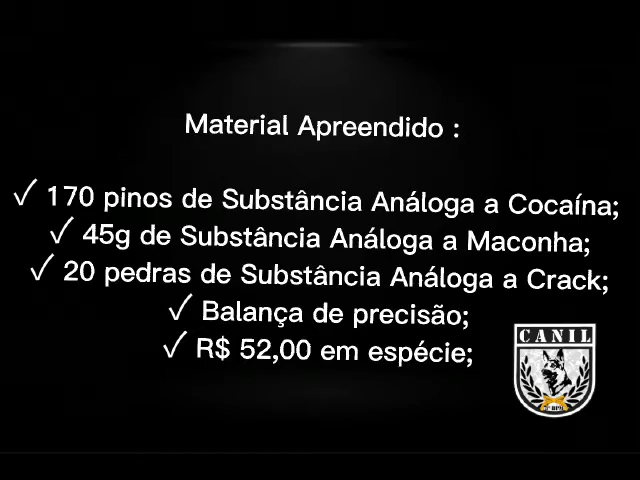 Material Apreendido :
✓ 170 pinos de Substância Análoga a Cocaína;
✓ 45g de Substância Análoga a Maconha;
✓ 20 pedras de Substância Análoga a Crack;
✓ Balança de precisão;
✓ R$ 52,00 em espécie;
CANIL